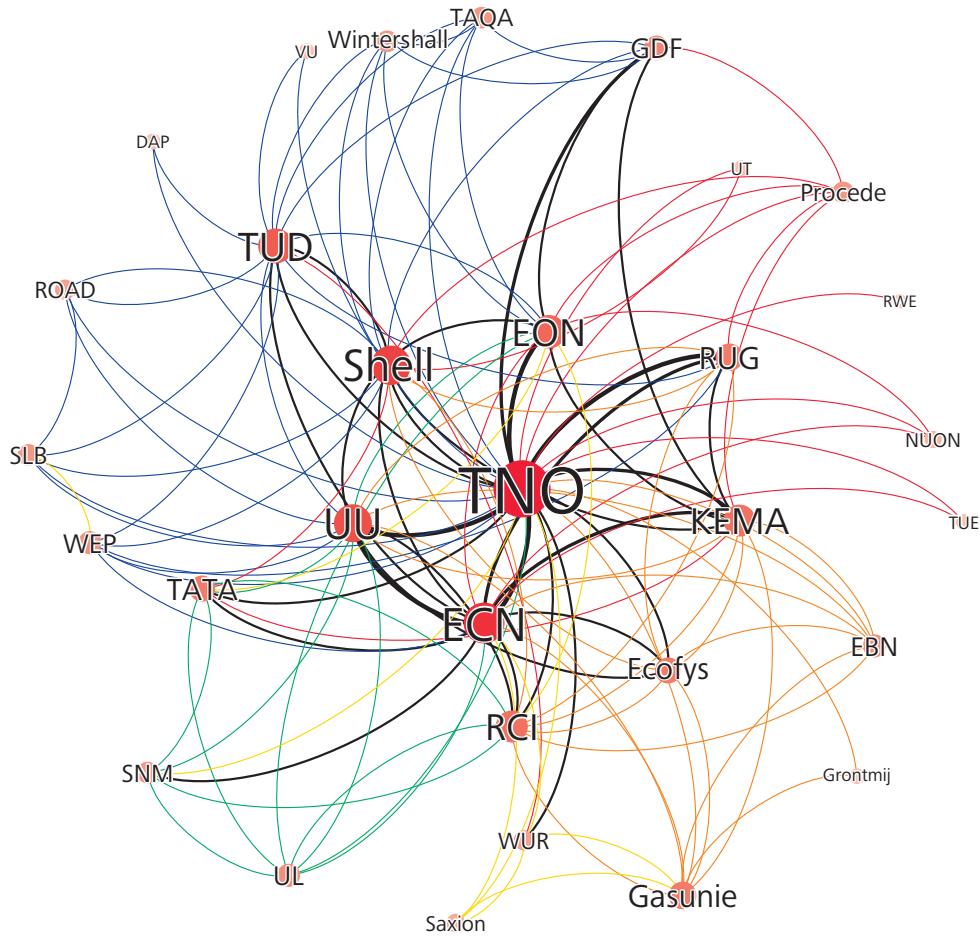 TAQA
Wintershall
VU
GDF
DAP
UT
Procede
TUD
ROAD
RWE
EON
Shell
RUG
NUON
SLB
TNO
TUE
UU
KEMA
WEP
TATA
ECN
EBN
Ecofys
RCI
SNM
Grontmij
WUR
UL
Gasunie
Saxion